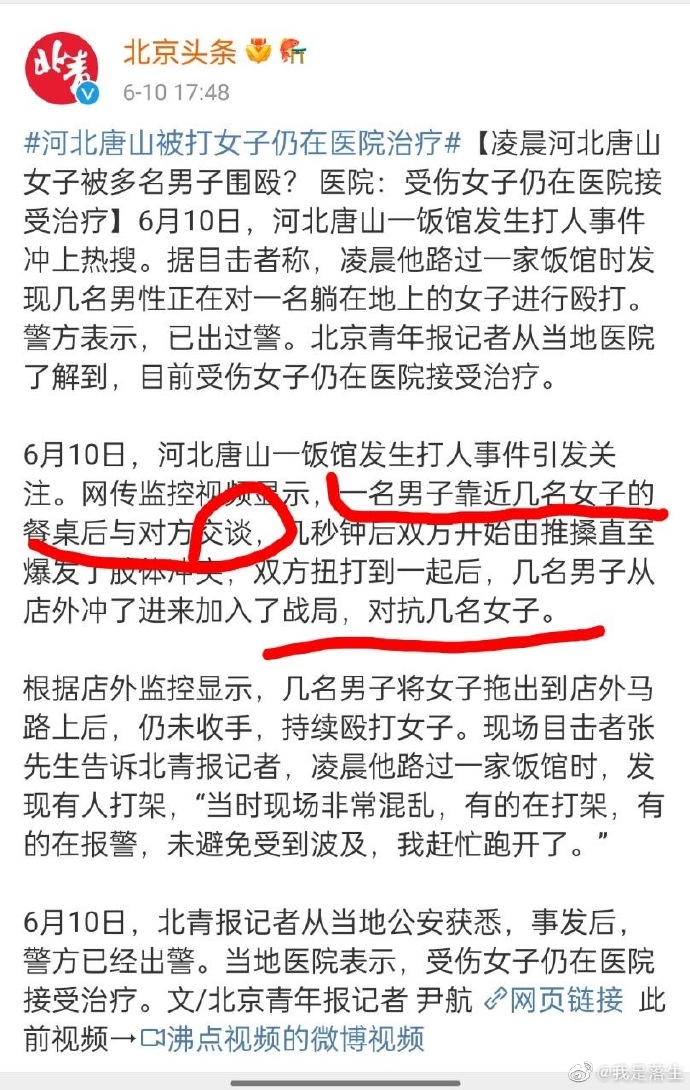 北青
北京头条
6-10 17:48
#河北唐山被打女子仍在医院治疗#【凌晨河北唐山
女子被多名男子围殴？ 医院：受伤女子仍在医院接
受治疗】6月10日，河北唐山一饭馆发生打人事件
冲上热搜。据目击者称，凌晨他路过一家饭馆时发
现几名男性正在对一名躺在地上的女子进行殴打。
警方表示，已出过警。北京青年报记者从当地医院
了解到，目前受伤女子仍在医院接受治疗。
6月10日，河北唐山一饭馆发生打人事件引发关
注。网传监控视频显示，一名男子靠近几名女子的
餐桌后与对方交谈，几秒钟后双方开始由推搡直至
爆发了肢体冲突，双方扭打到一起后，几名男子从
店外冲了进来加入了战局，对抗几名女子。
根据店外监控显示，几名男子将女子拖出到店外马
路上后，仍未收手，持续殴打女子。现场目击者张
先生告诉北青报记者，凌晨他路过一家饭馆时，发
现有人打架，“当时现场非常混乱，有的在打架，有
的在报警，未避免受到波及，我赶忙跑开了。”
6月10日，北青报记者从当地公安获悉，事发后，
警方已经出警。当地医院表示，受伤女子仍在医院
接受治疗。文/北京青年报记者 尹航 网页链接 此
前视频→沸点视频的微博视频
@我是落生